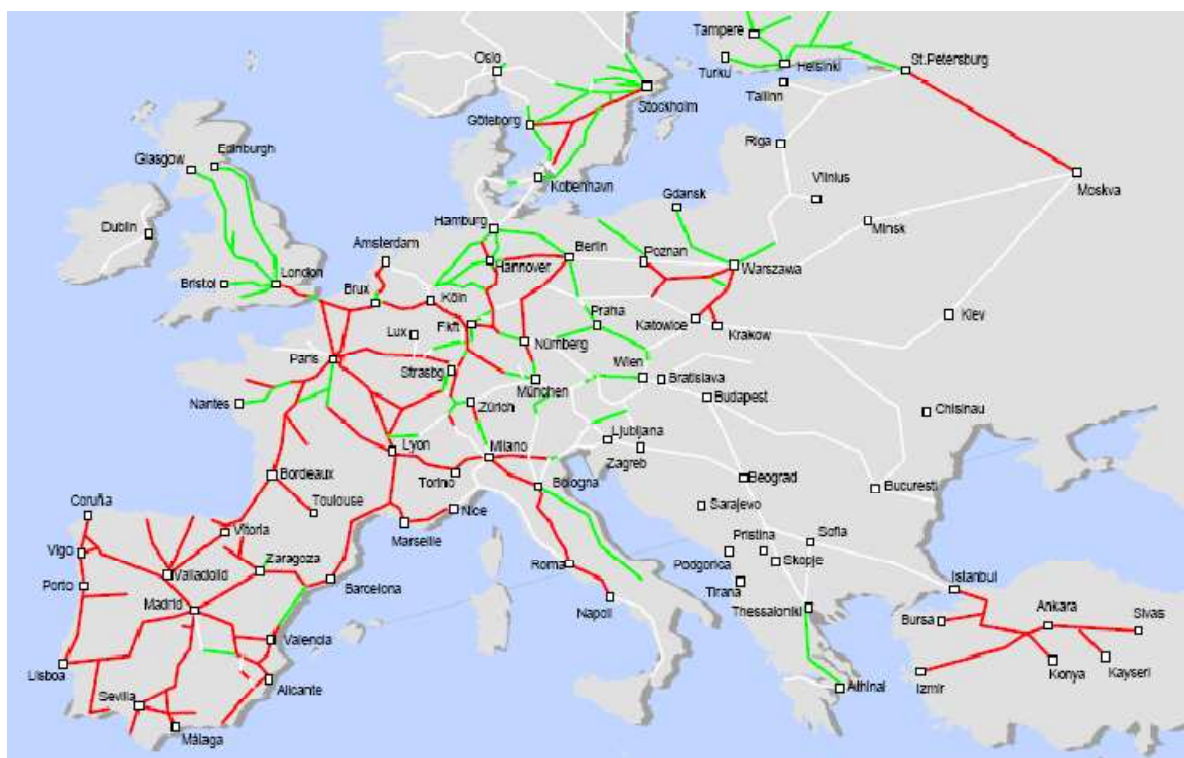 Tampere
Oslo
St.Petersburg
Turku
Helsinki
Tallinn
Stockholm
Göteborg
Riga
Glasgow
Edinburgh
Moskva
København
Vilnius
Gdansk
Minsk
Dublin
Hamburg
Amsterdam
Berlin
Poznan
Hannover
Warszawa
London
Bristol
Brux
Köln
Praha
Kiev
Lux
Fkft
Katowice
Krakow
Nürnberg
Paris
Strasbg
Wien
Bratislava
München
Budapest
Nantes
Zürich
Chisinau
Ljubljana
Lyon
Milano
Zagreb
Bordeaux
Torino
Bologna
Beograd
Bucuresti
Coruña
Toulouse
Sarajevo
Nice
Vitoria
Marseille
Pristina
Sofia
Vigo
Zaragoza
Roma
Podgorica
Skopje
Valladolid
Istanbul
Porto
Barcelona
Tirana
Madrid
Napoli
Thessaloniki
Ankara
Sivas
Bursa
Valencia
Lisboa
Konya
Kayseri
Sevilla
Alicante
Athinai
Izmir
Málaga